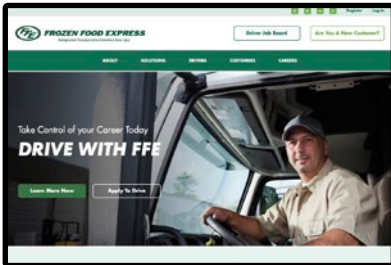 Register Log In
FFE FROZEN FOOD EXPRESS
Driver Job Board
Are You A New Customer?
ABOUT SOLUTIONS DRIVERS CUSTOMERS CAREERS
Take Control of your Career Today
DRIVE WITH FFE
Learn More Now
Apply To Drive